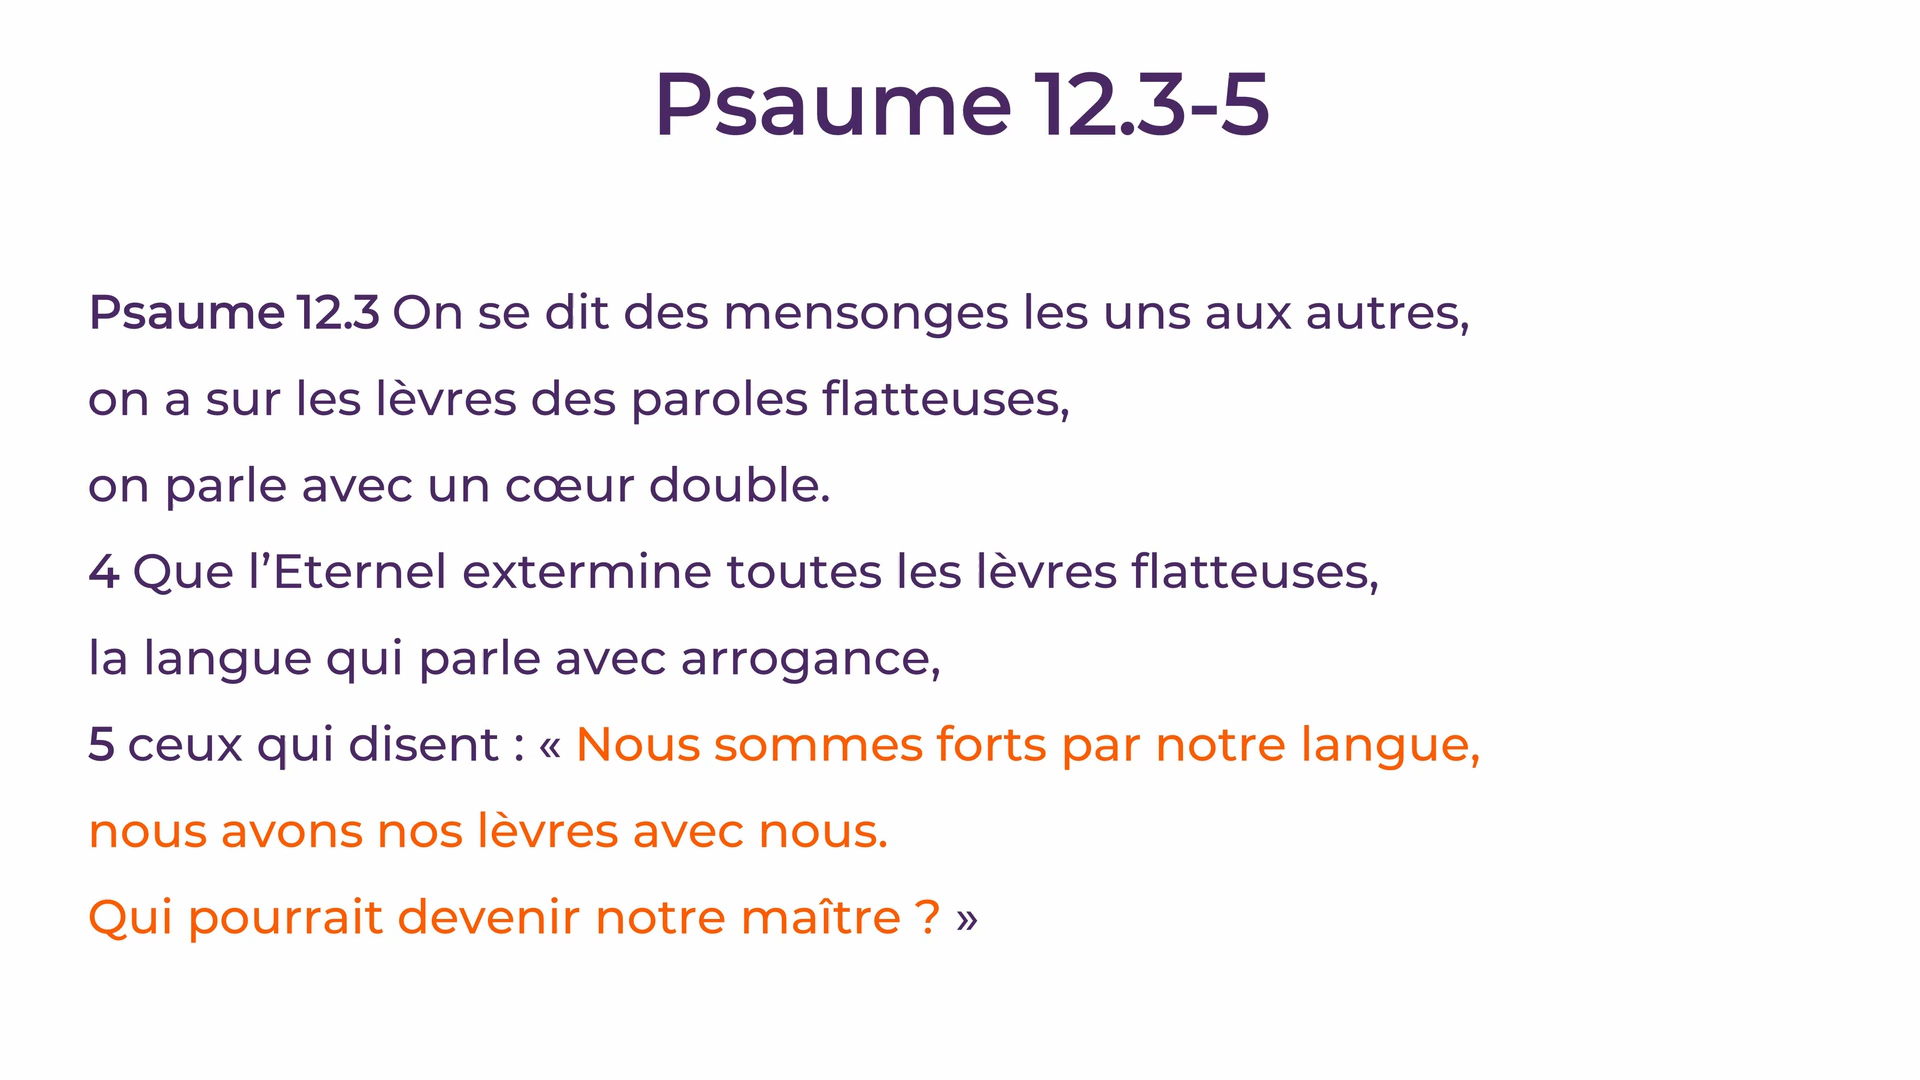 Psaume 12.3-5
Psaume 12.3 On se dit des mensonges les uns aux autres,
on a sur les lèvres des paroles flatteuses,
on parle avec un cœur double.
4 Que l’Eternel extermine toutes les lèvres flatteuses,
la langue qui parle avec arrogance,
5 ceux qui disent : « Nous sommes forts par notre langue,
nous avons nos lèvres avec nous.
Qui pourrait devenir notre maître ? »